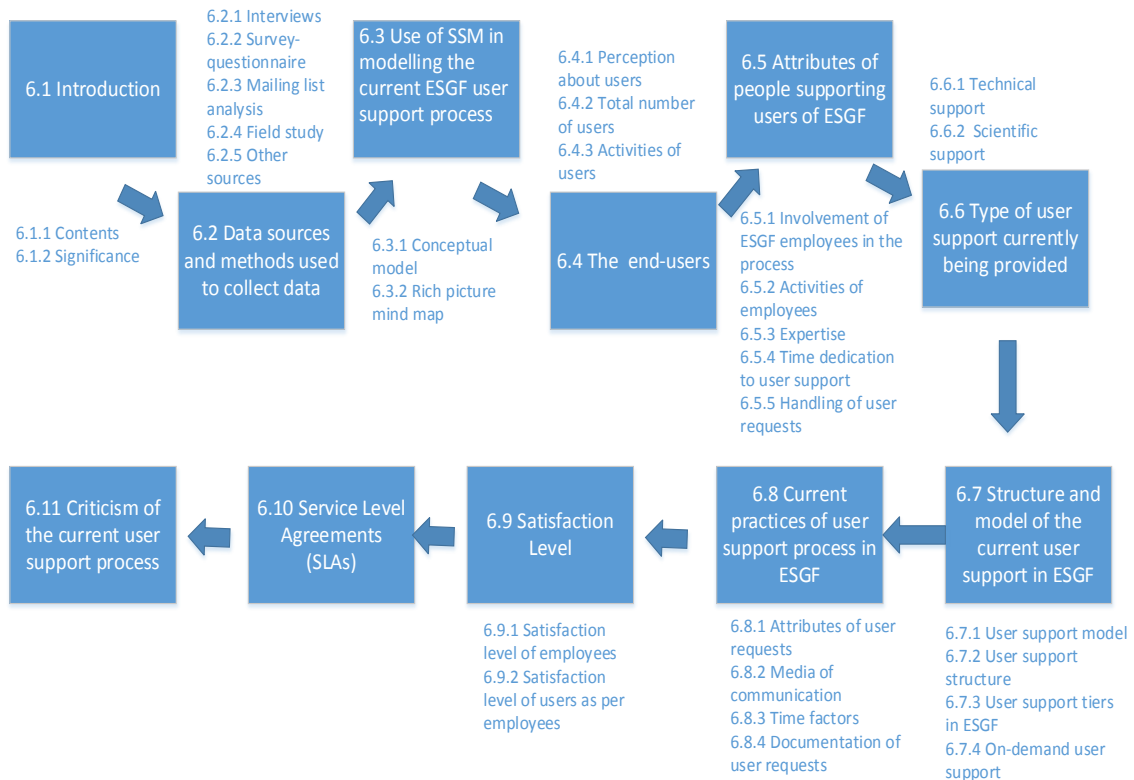 6.1 Introduction
6.1.1 Contents
6.1.2 Significance
6.2.1 Interviews
6.2.2 Survey-
questionnaire
6.2.3 Mailing list
analysis
6.2.4 Field study
6.2.5 Other
sources
6.2 Data sources
and methods used
to collect data
6.3 Use of SSM in
modelling the
current ESGF user
support process
6.3.1 Conceptual
model
6.3.2 Rich picture
mind map
6.4.1 Perception
about users
6.4.2 Total number
of users
6.4.3 Activities of
users
6.4 The end-users
6.5 Attributes of
people supporting
users of ESGF
6.5.1 Involvement of
ESGF employees in the
process
6.5.2 Activities of
employees
6.5.3 Expertise
6.5.4 Time dedication
to user support
6.5.5 Handling of user
requests
6.6.1 Technical
support
6.6.2 Scientific
support
6.6 Type of user
support currently
being provided
6.7 Structure and
model of the
current user
support in ESGF
6.7.1 User support model
6.7.2 User support
structure
6.7.3 User support tiers
in ESGF
6.7.4 On-demand user
support
6.8 Current
practices of user
support process in
ESGF
6.8.1 Attributes of user
requests
6.8.2 Media of
communication
6.8.3 Time factors
6.8.4 Documentation of
user requests
6.9 Satisfaction
Level
6.9.1 Satisfaction
level of employees
6.9.2 Satisfaction
level of users as per
employees
6.10 Service Level
Agreements
(SLAs)
6.11 Criticism of
the current user
support process